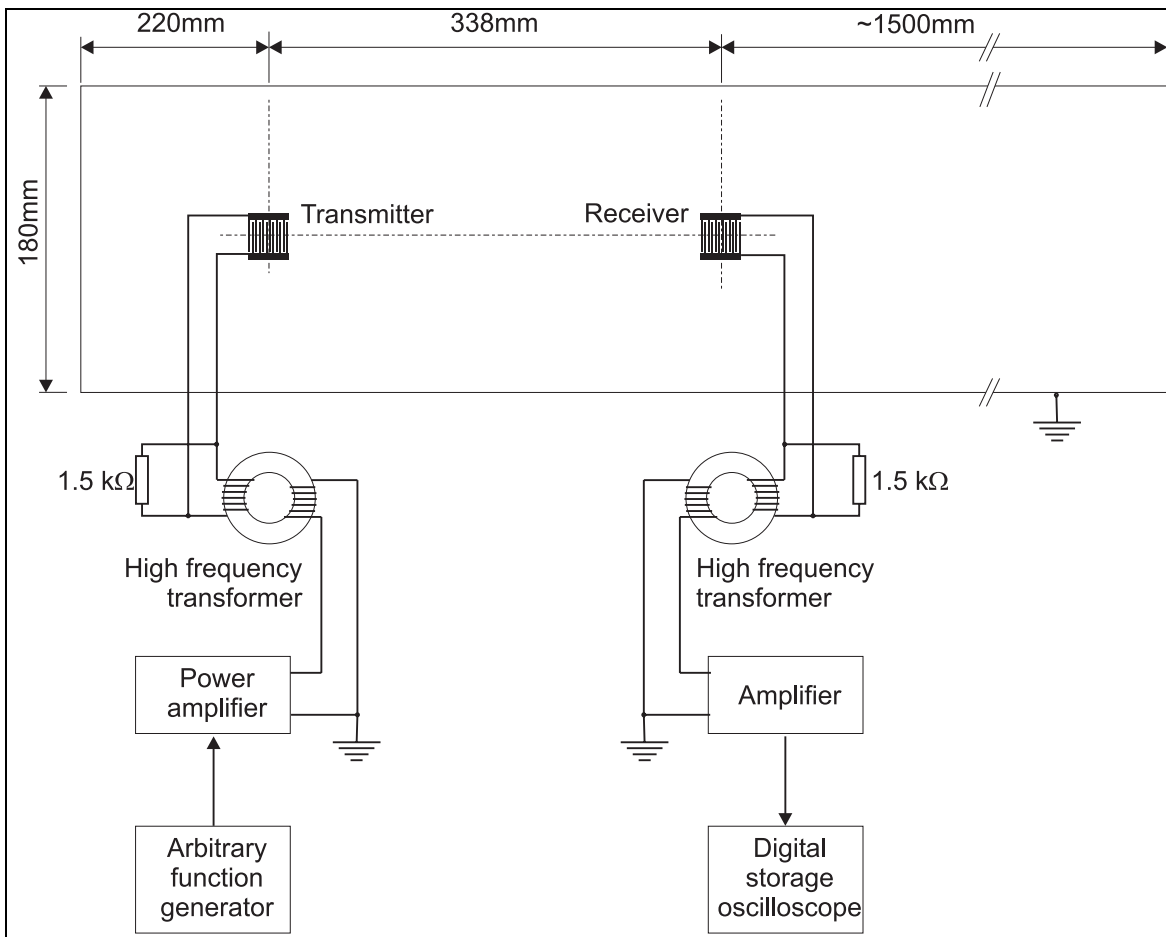 220mm
338mm
~1500mm
180mm
Transmitter
Receiver
1.5 kΩ
1.5 kΩ
High frequency
transformer
High frequency
transformer
Power
amplifier
Amplifier
Arbitrary
function
generator
Digital
storage
oscilloscope